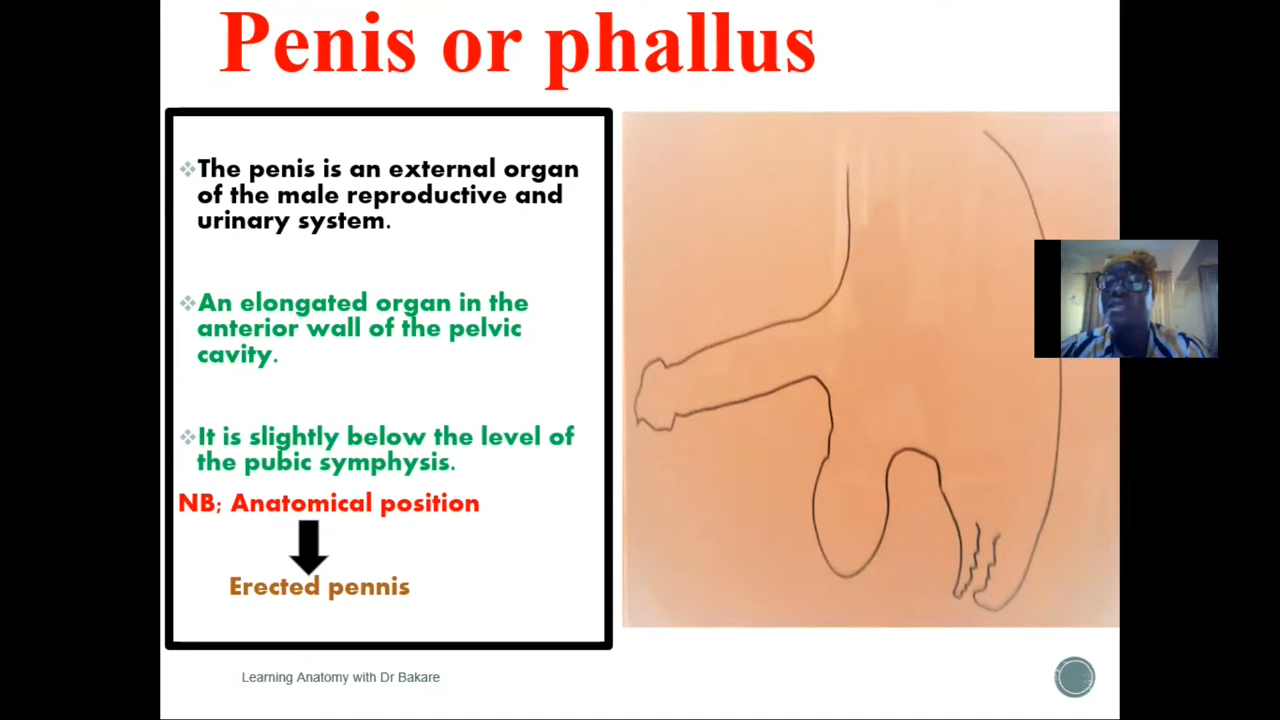 Penis or phallus
The penis is an external organ
of the male reproductive and
urinary system.
An elongated organ in the
anterior wall of the pelvic
cavity.
It is slightly below the level of
the pubic symphysis.
NB; Anatomical position
Erected pennis
Learning Anatomy with Dr Bakare